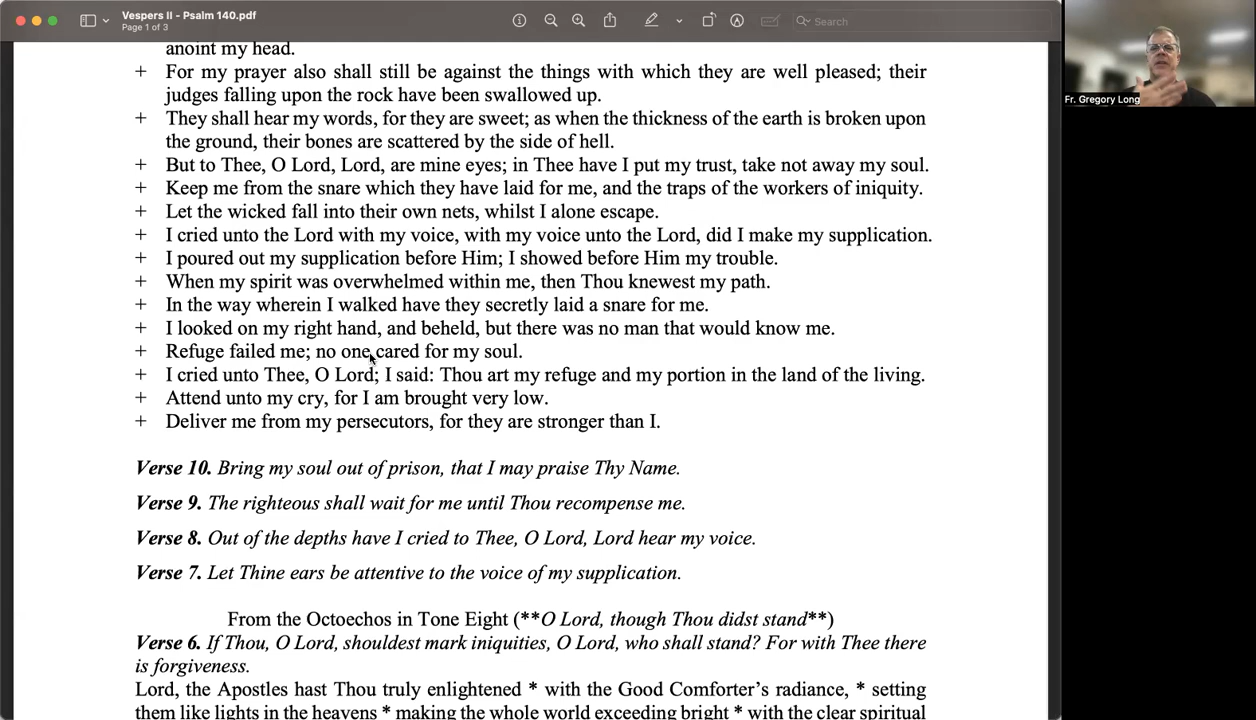 Vespers II - Psalm 140.pdf
Page 1 of 3
Search
Fr. Gregory Long
anoint my head.
+ For my prayer also shall still be against the things with which they are well pleased; their
judges falling upon the rock have been swallowed up.
+ They shall hear my words, for they are sweet; as when the thickness of the earth is broken upon
the ground, their bones are scattered by the side of hell.
+ But to Thee, O Lord, Lord, are mine eyes; in Thee have I put my trust, take not away my soul.
+ Keep me from the snare which they have laid for me, and the traps of the workers of iniquity.
+ Let the wicked fall into their own nets, whilst I alone escape.
+ I cried unto the Lord with my voice, with my voice unto the Lord, did I make my supplication.
+ I poured out my supplication before Him; I showed before Him my trouble.
+ When my spirit was overwhelmed within me, then Thou knewest my path.
+ In the way wherein I walked have they secretly laid a snare for me.
+ I looked on my right hand, and beheld, but there was no man that would know me.
+ Refuge failed me; no one cared for my soul.
+ I cried unto Thee, O Lord; I said: Thou art my refuge and my portion in the land of the living.
+ Attend unto my cry, for I am brought very low.
+ Deliver me from my persecutors, for they are stronger than I.
Verse 10. Bring my soul out of prison, that I may praise Thy Name.
Verse 9. The righteous shall wait for me until Thou recompense me.
Verse 8. Out of the depths have I cried to Thee, O Lord, Lord hear my voice.
Verse 7. Let Thine ears be attentive to the voice of my supplication.
From the Octoechos in Tone Eight (**O Lord, though Thou didst stand**)
Verse 6. If Thou, O Lord, shouldest mark iniquities, O Lord, who shall stand? For with Thee there
is forgiveness.
Lord, the Apostles hast Thou truly enlightened * with the Good Comforter's radiance, * setting
them like lights in the heavens * making the whole world exceeding bright * with the clear spiritual